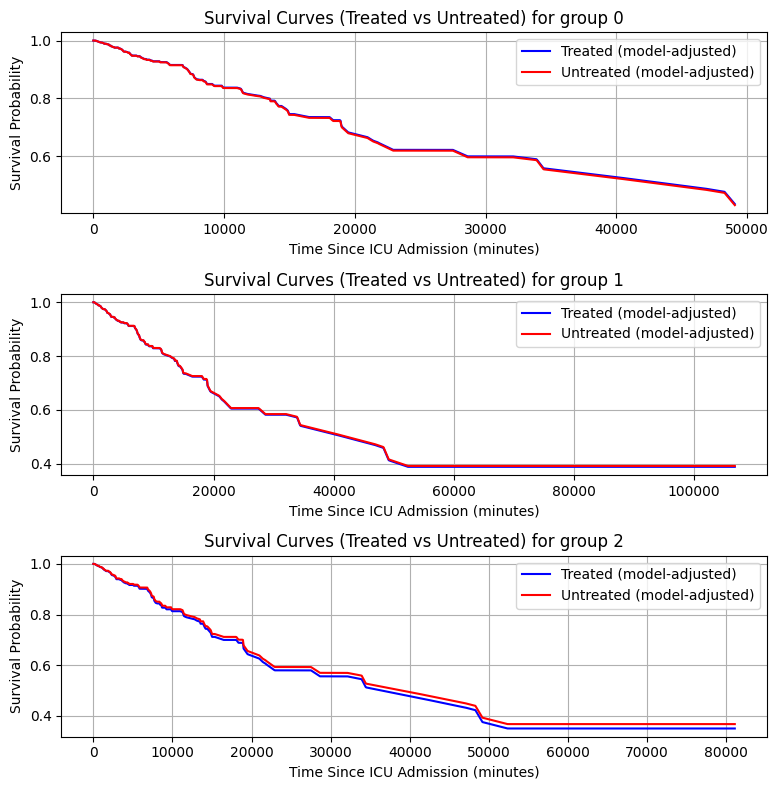 Survival Curves (Treated vs Untreated) for group 0
Survival Probability
1.0
0.8
0.6
Treated (model-adjusted)
Untreated (model-adjusted)
0 10000 20000 30000 40000 50000
Time Since ICU Admission (minutes)
Survival Curves (Treated vs Untreated) for group 1
Survival Probability
1.0
0.8
0.6
0.4
Treated (model-adjusted)
Untreated (model-adjusted)
0 20000 40000 60000 80000 100000
Time Since ICU Admission (minutes)
Survival Curves (Treated vs Untreated) for group 2
Survival Probability
1.0
0.8
0.6
0.4
Treated (model-adjusted)
Untreated (model-adjusted)
0 10000 20000 30000 40000 50000 60000 70000 80000
Time Since ICU Admission (minutes)